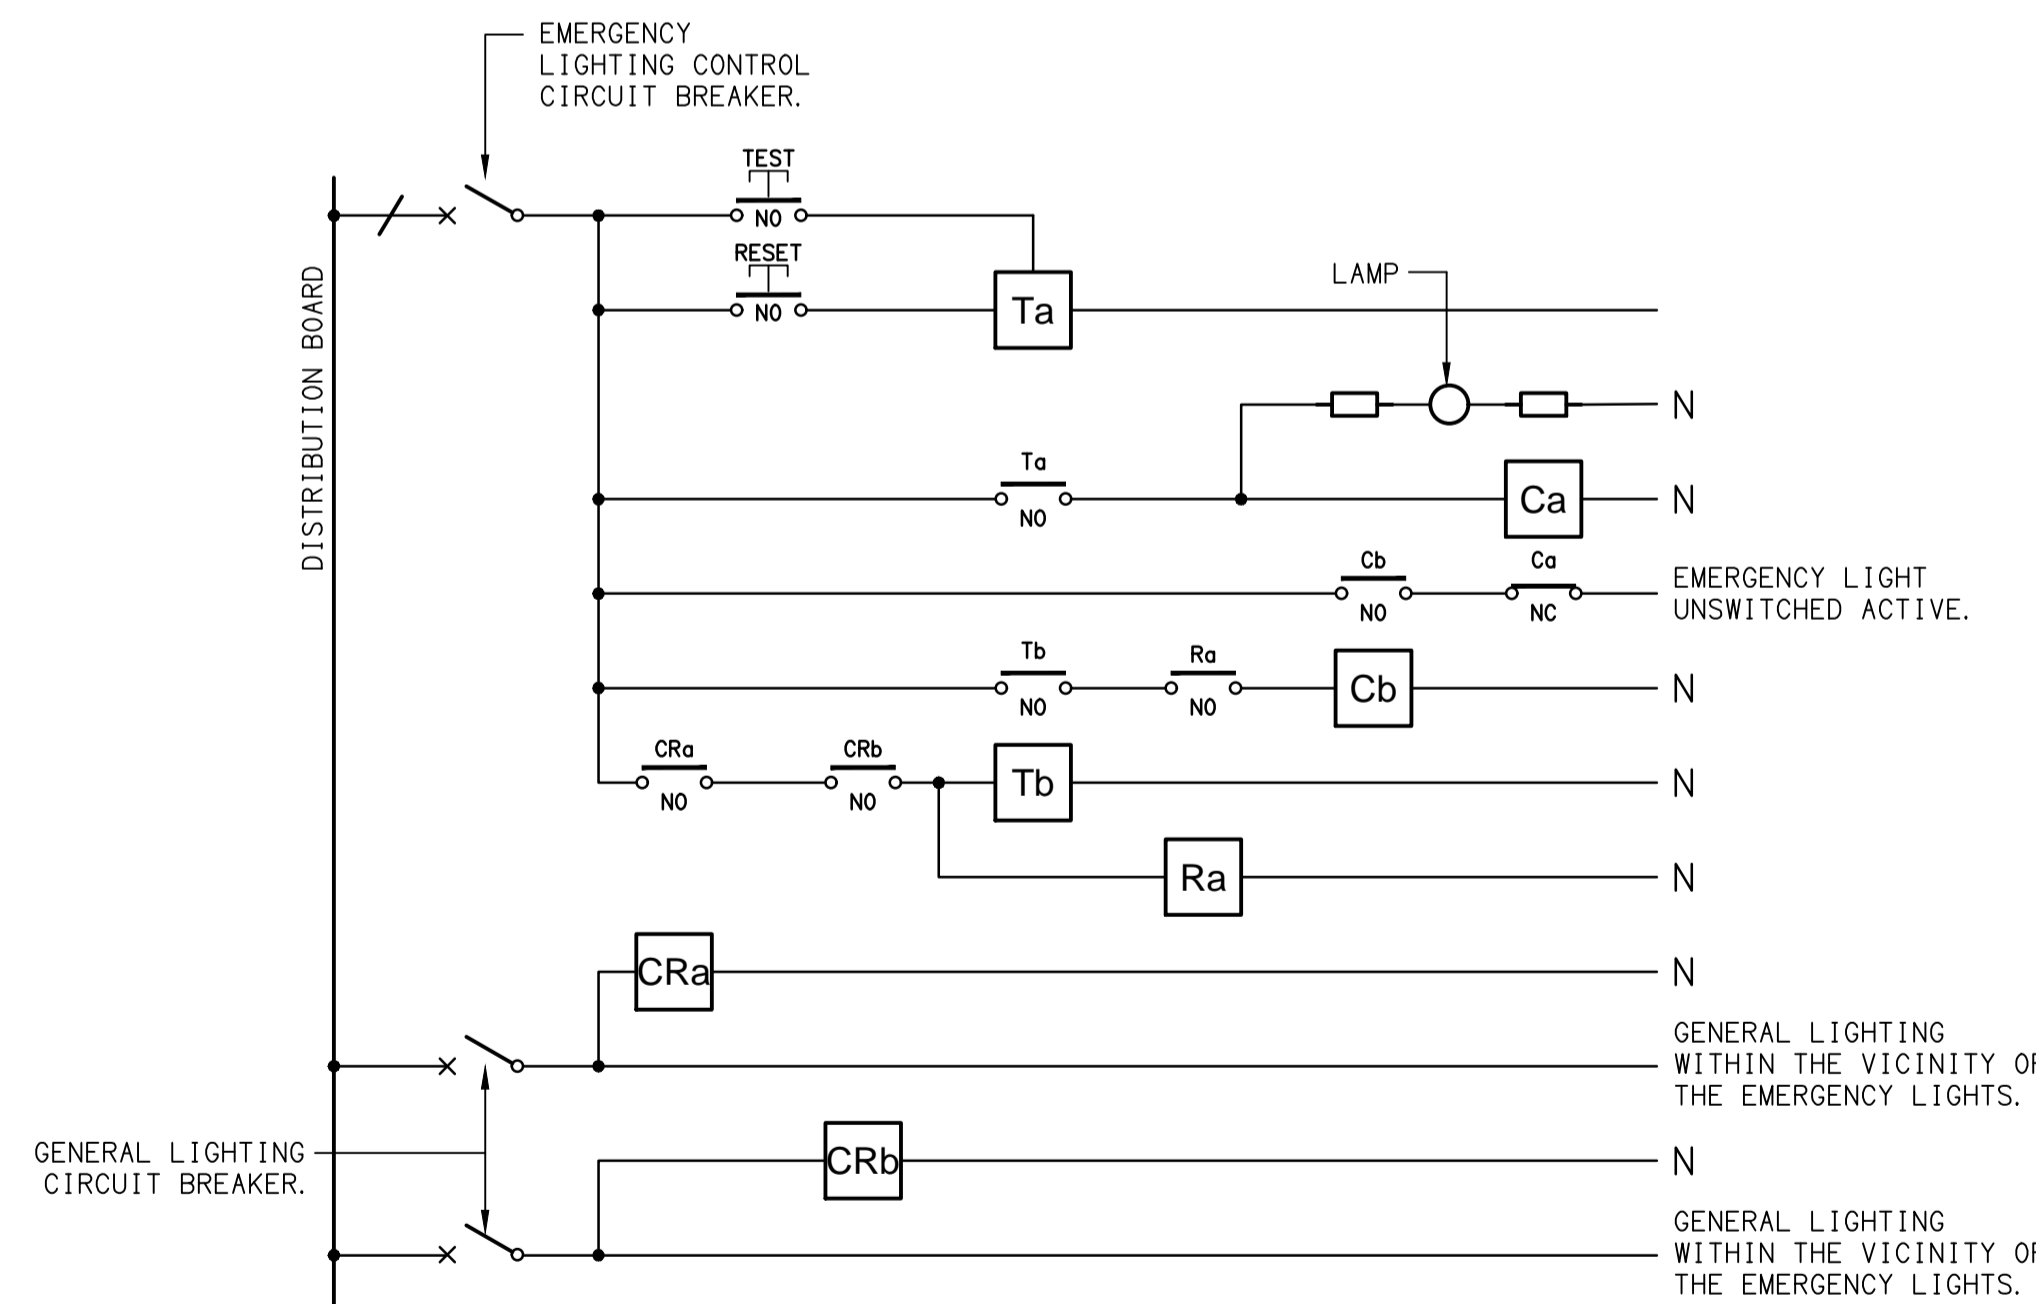 EMERGENCY
LIGHTING CONTROL
CIRCUIT BREAKER.
TEST
NO
RESET
NO
Ta
LAMP
DISTRIBUTION BOARD
N
Ta
NO
Ca
N
Cb
NO
Ca
NC
EMERGENCY LIGHT
UNSWITCHED ACTIVE.
Tb
NO
Ra
NO
Cb
N
CRa
NO
CRb
NO
Tb
N
Ra
N
CRa
N
GENERAL LIGHTING
WITHIN THE VICINITY OF
THE EMERGENCY LIGHTS.
GENERAL LIGHTING
CIRCUIT BREAKER.
CRb
N
GENERAL LIGHTING
WITHIN THE VICINITY OF
THE EMERGENCY LIGHTS.